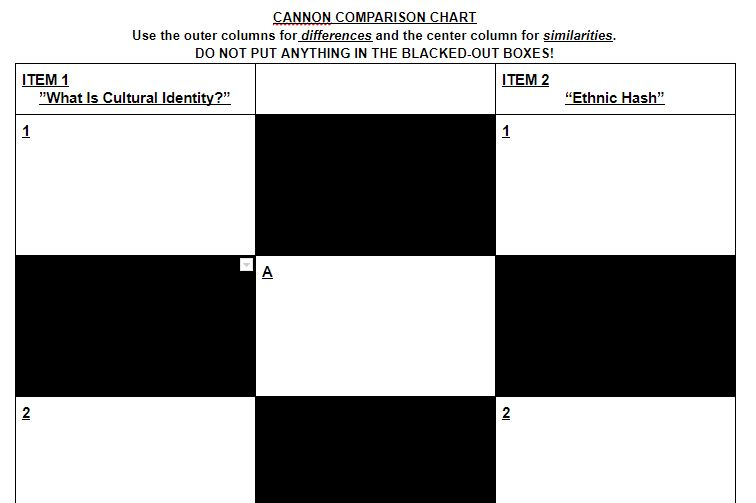 CANNON COMPARISON CHART
Use the outer columns for differences and the center column for similarities.
DO NOT PUT ANYTHING IN THE BLACKED-OUT BOXES!
ITEM 1
”What Is Cultural Identity?”
ITEM 2
“Ethnic Hash”
1
1
A
2
2